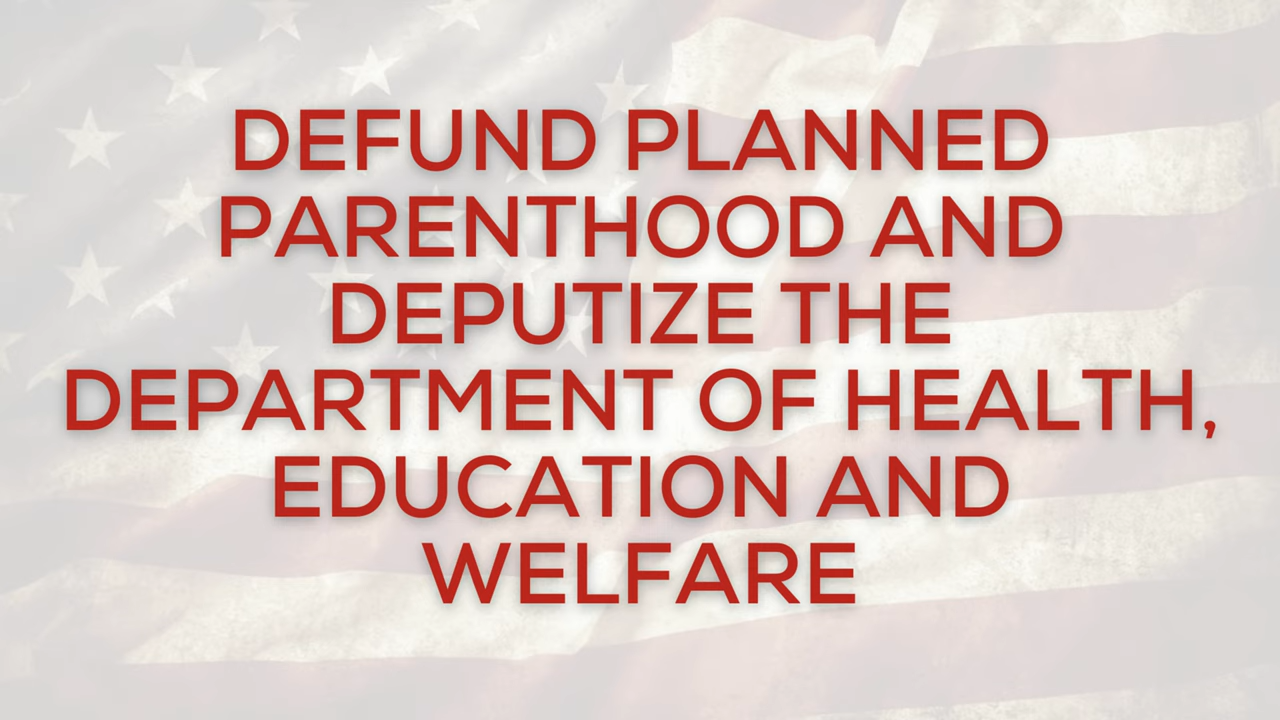 DEFUND PLANNED
PARENTHOOD AND
DEPUTIZE THE
DEPARTMENT OF HEALTH,
EDUCATION AND
WELFARE